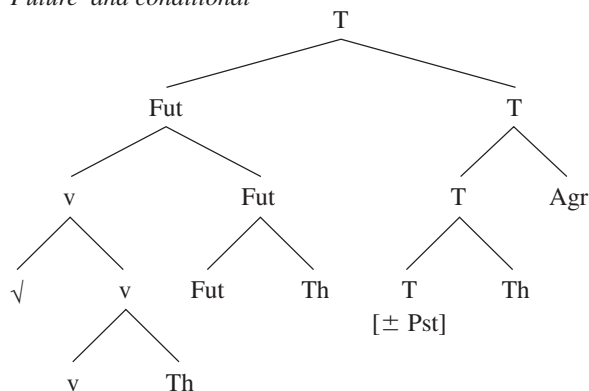 Future and conditional
T
Fut T
v Fut T Agr
√ v Fut Th T Th
[± Pst]
v Th